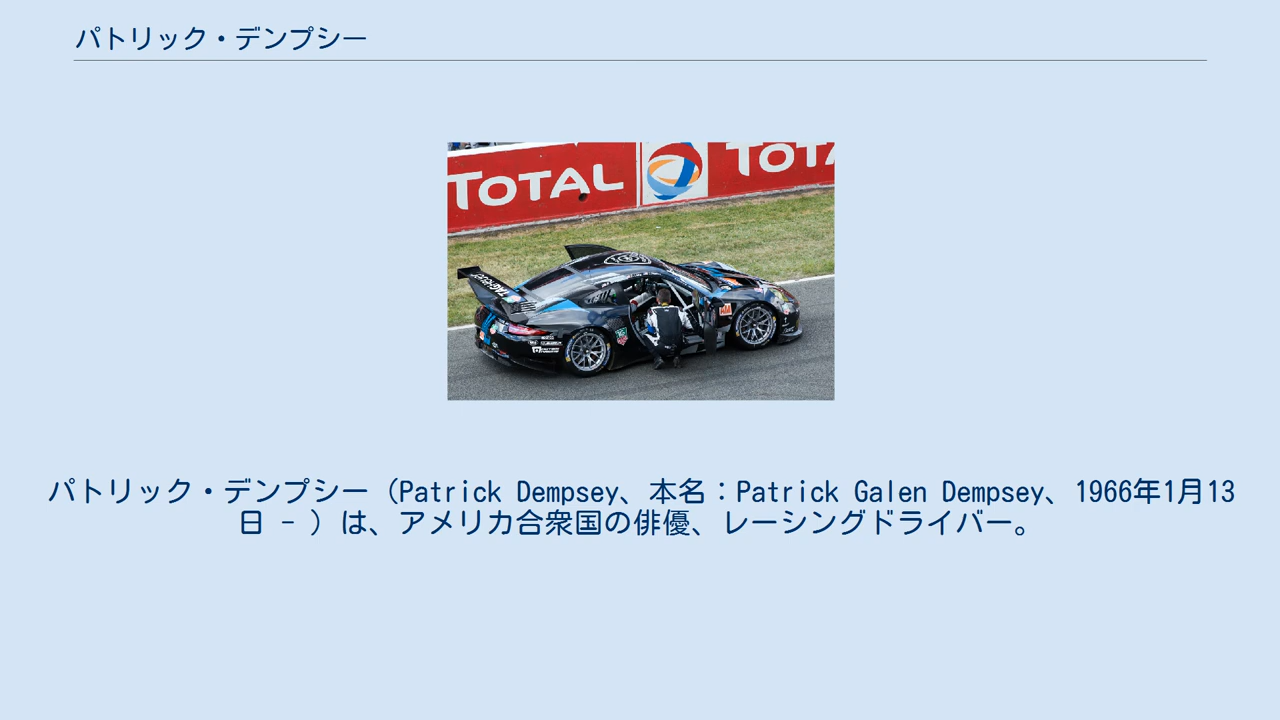 パトリック・デンプシー
TOTAL
TOTA
TAGHEUER
パトリック・デンプシー（Patrick Dempsey、本名：Patrick Galen Dempsey、1966年1月13
日 - ）は、アメリカ合衆国の俳優、レーシングドライバー。